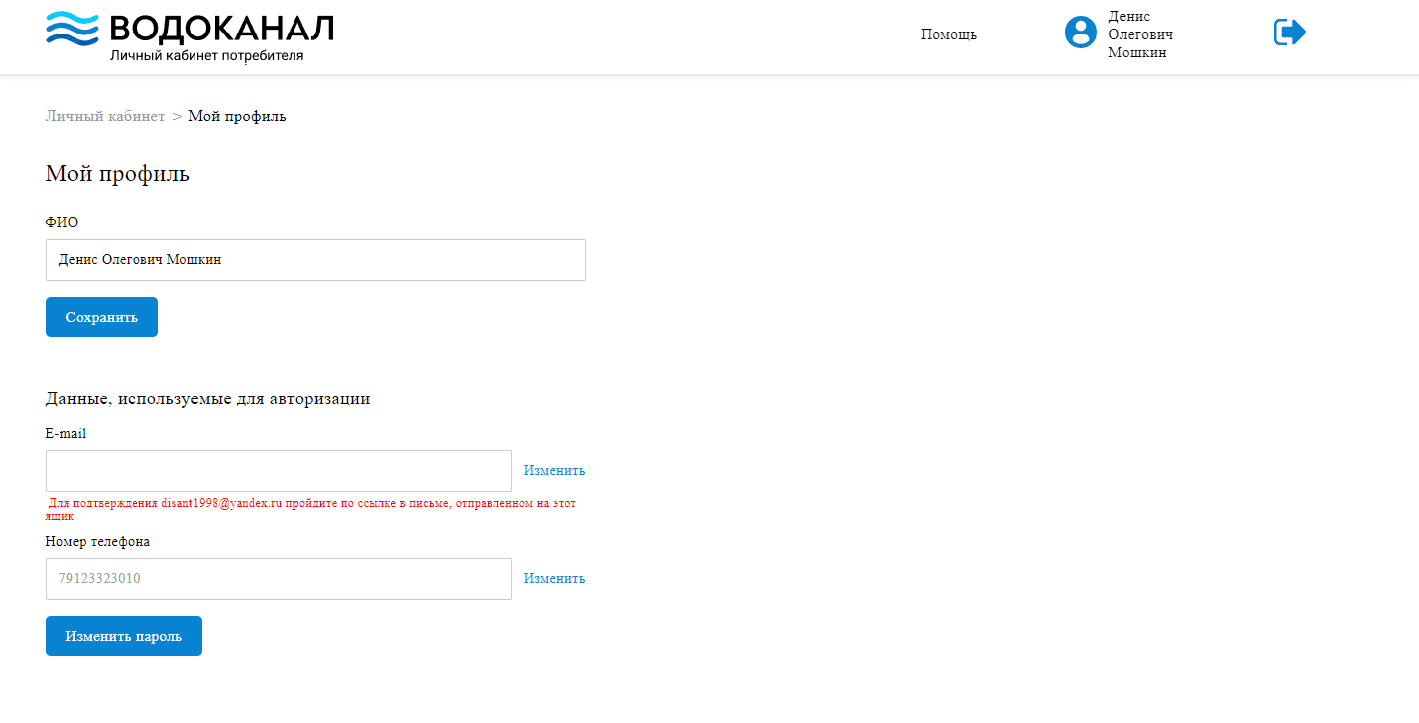 ВОДОКАНАЛ
Личный кабинет потребителя
Помощь
Денис
Олегович
Мошкин
Личный кабинет > Мой профиль
Мой профиль
ФИО
Денис Олегович Мошкин
Сохранить
Данные, используемые для авторизации
E-mail
Изменить
Для подтверждения disant1998@yandex.ru пройдите по ссылке в письме, отправленном на этот
ящик
Номер телефона
79123323010
Изменить
Изменить пароль